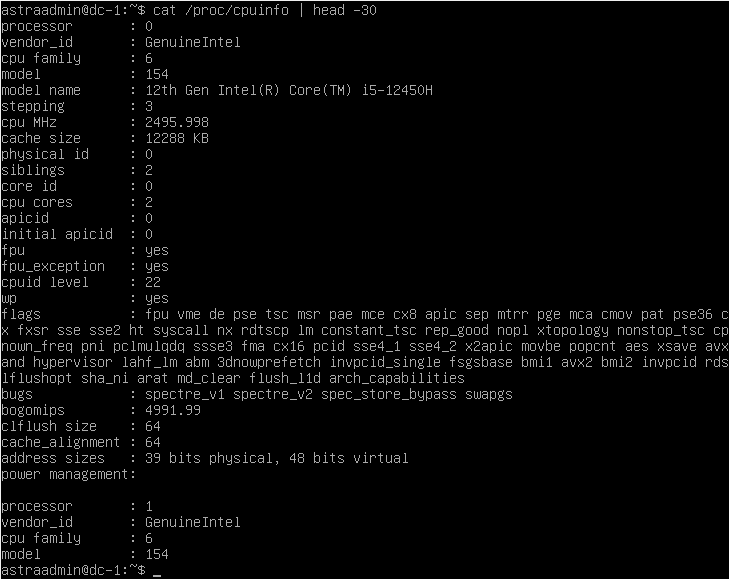 astraadmin@dc-1:~$ cat /proc/cpuinfo | head -30
processor : 0
vendor_id : GenuineIntel
cpu family : 6
model : 154
model name : 12th Gen Intel(R) Core(TM) i5-12450H
stepping : 3
cpu MHz : 2495.998
cache size : 12288 KB
physical id : 0
siblings : 2
core id : 0
cpu cores : 2
apicid : 0
initial apicid : 0
fpu : yes
fpu_exception : yes
cpuid level : 22
wp : yes
flags : fpu vme de pse tsc msr pae mce cx8 apic sep mtrr pge mca cmov pat pse36 c
x fxsr sse sse2 ht syscall nx rdtscp lm constant_tsc rep_good nopl xtopology nonstop_tsc cp
nown_freq pni pclmulqdq ssse3 fma cx16 pcid sse4_1 sse4_2 x2apic movbe popcnt aes xsave avx
and hypervisor lahf_lm abm 3dnowprefetch invpcid_single fsgsbase bmi1 avx2 bmi2 invpcid rds
lflushopt sha_ni arat md_clear flush_l1d arch_capabilities
bugs : spectre_v1 spectre_v2 spec_store_bypass swapgs
bogomips : 4991.99
clflush size : 64
cache_alignment : 64
address sizes : 39 bits physical, 48 bits virtual
power management:
processor : 1
vendor_id : GenuineIntel
cpu family : 6
model : 154
astraadmin@dc-1:~$ _